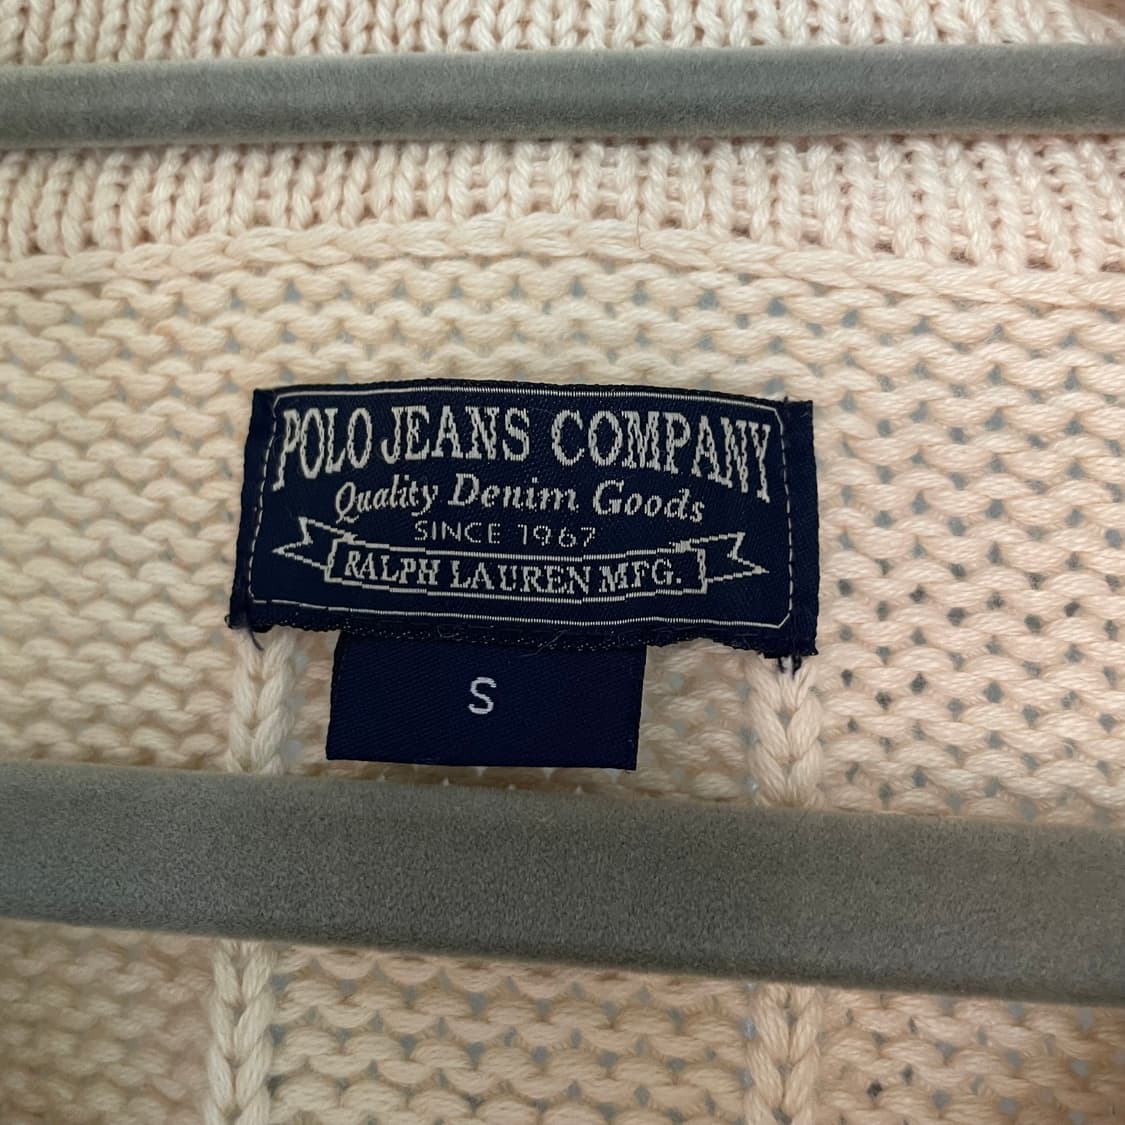 POLO JEANS COMPANY
Quality Denim Goods
SINCE 1967
RALPH LAUREN MFG.
S